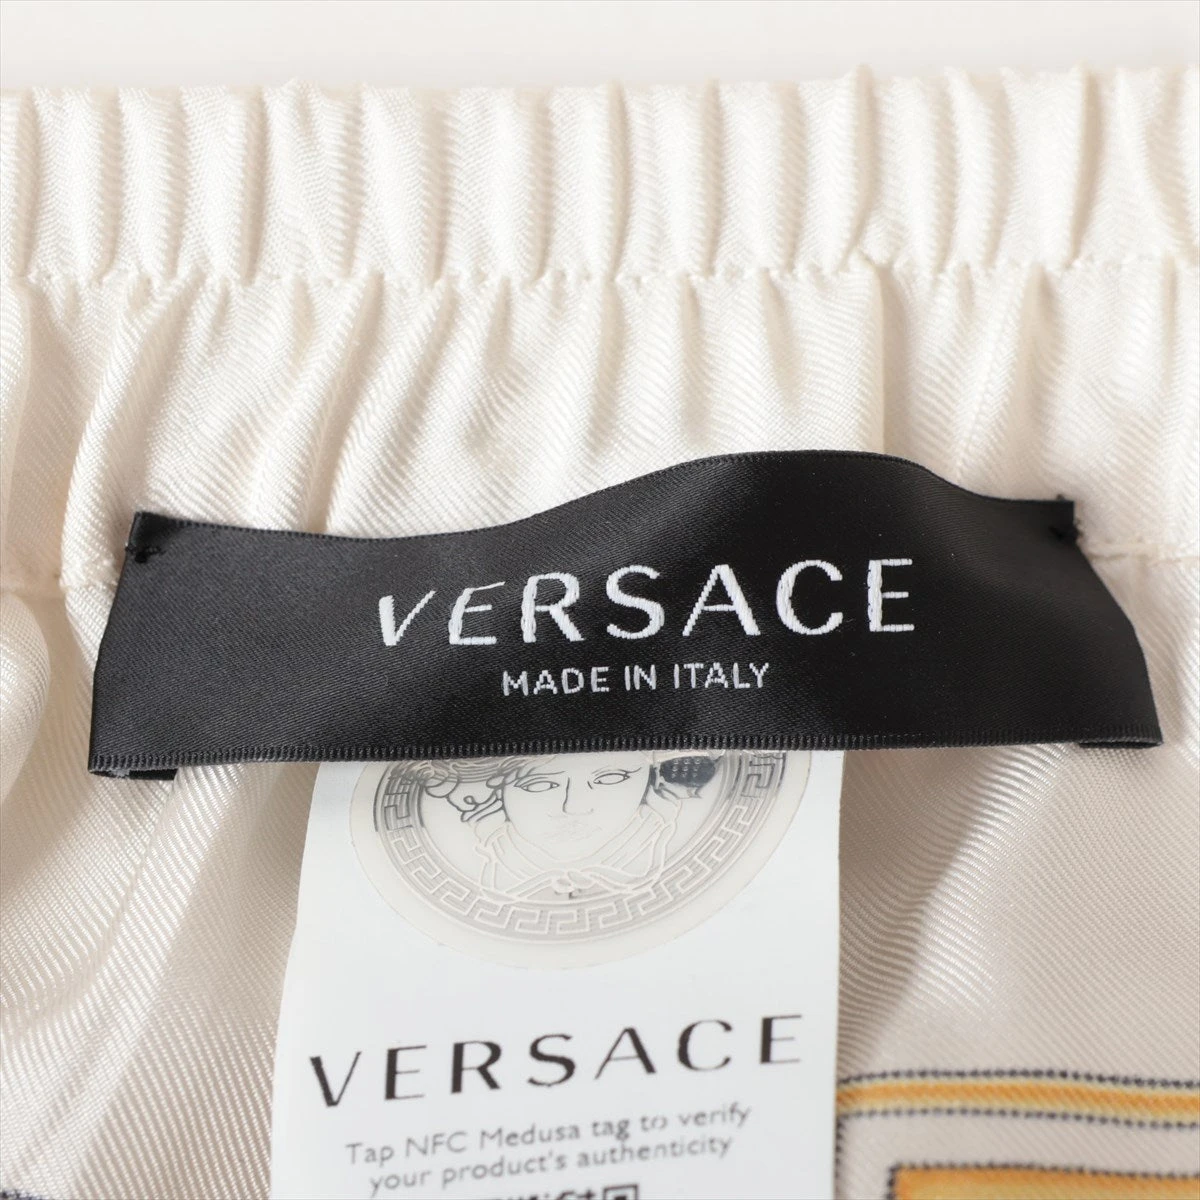 VERSACE
MADE IN ITALY
VERSACE
Tap NFC Medusa tag to verify
your product's authenticity